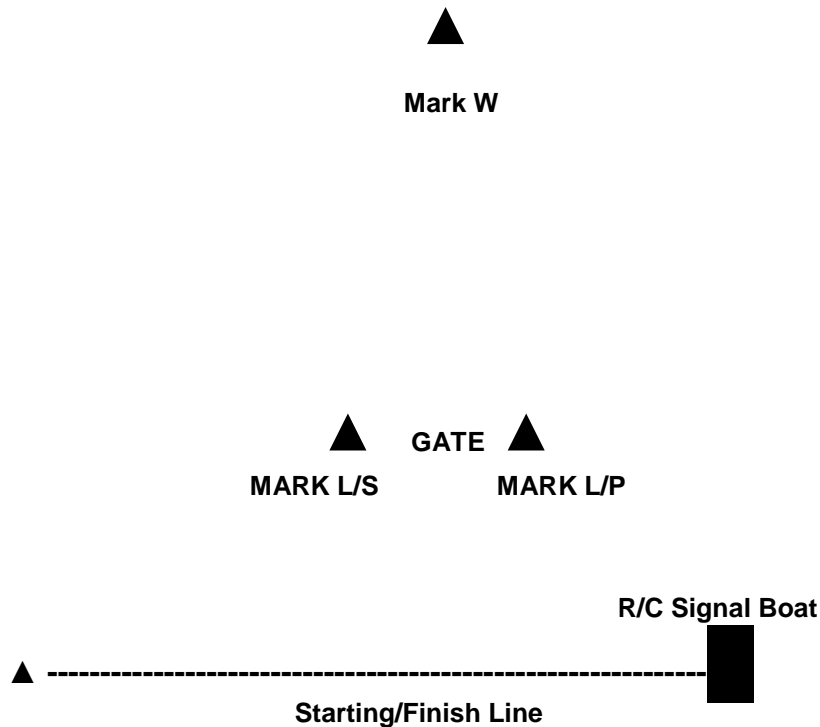 Mark W
GATE
MARK L/S MARK L/P
R/C Signal Boat
Starting/Finish Line